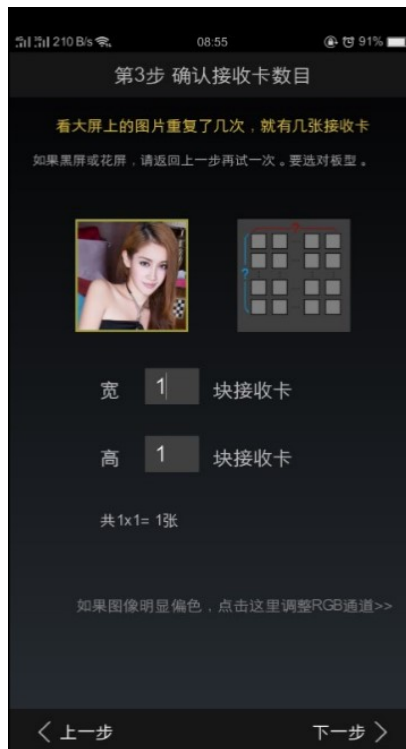 210 B/s 08:55 91%
第3步 确认接收卡数目
看大屏上的图片重复了几次，就有几张接收卡
如果黑屏或花屏，请返回上一步再试一次。要选对板型。
?
?
宽 1 块接收卡
高 1 块接收卡
共1x1= 1张
如果图像明显偏色，点击这里调整RGB通道>>
上一步 下一步